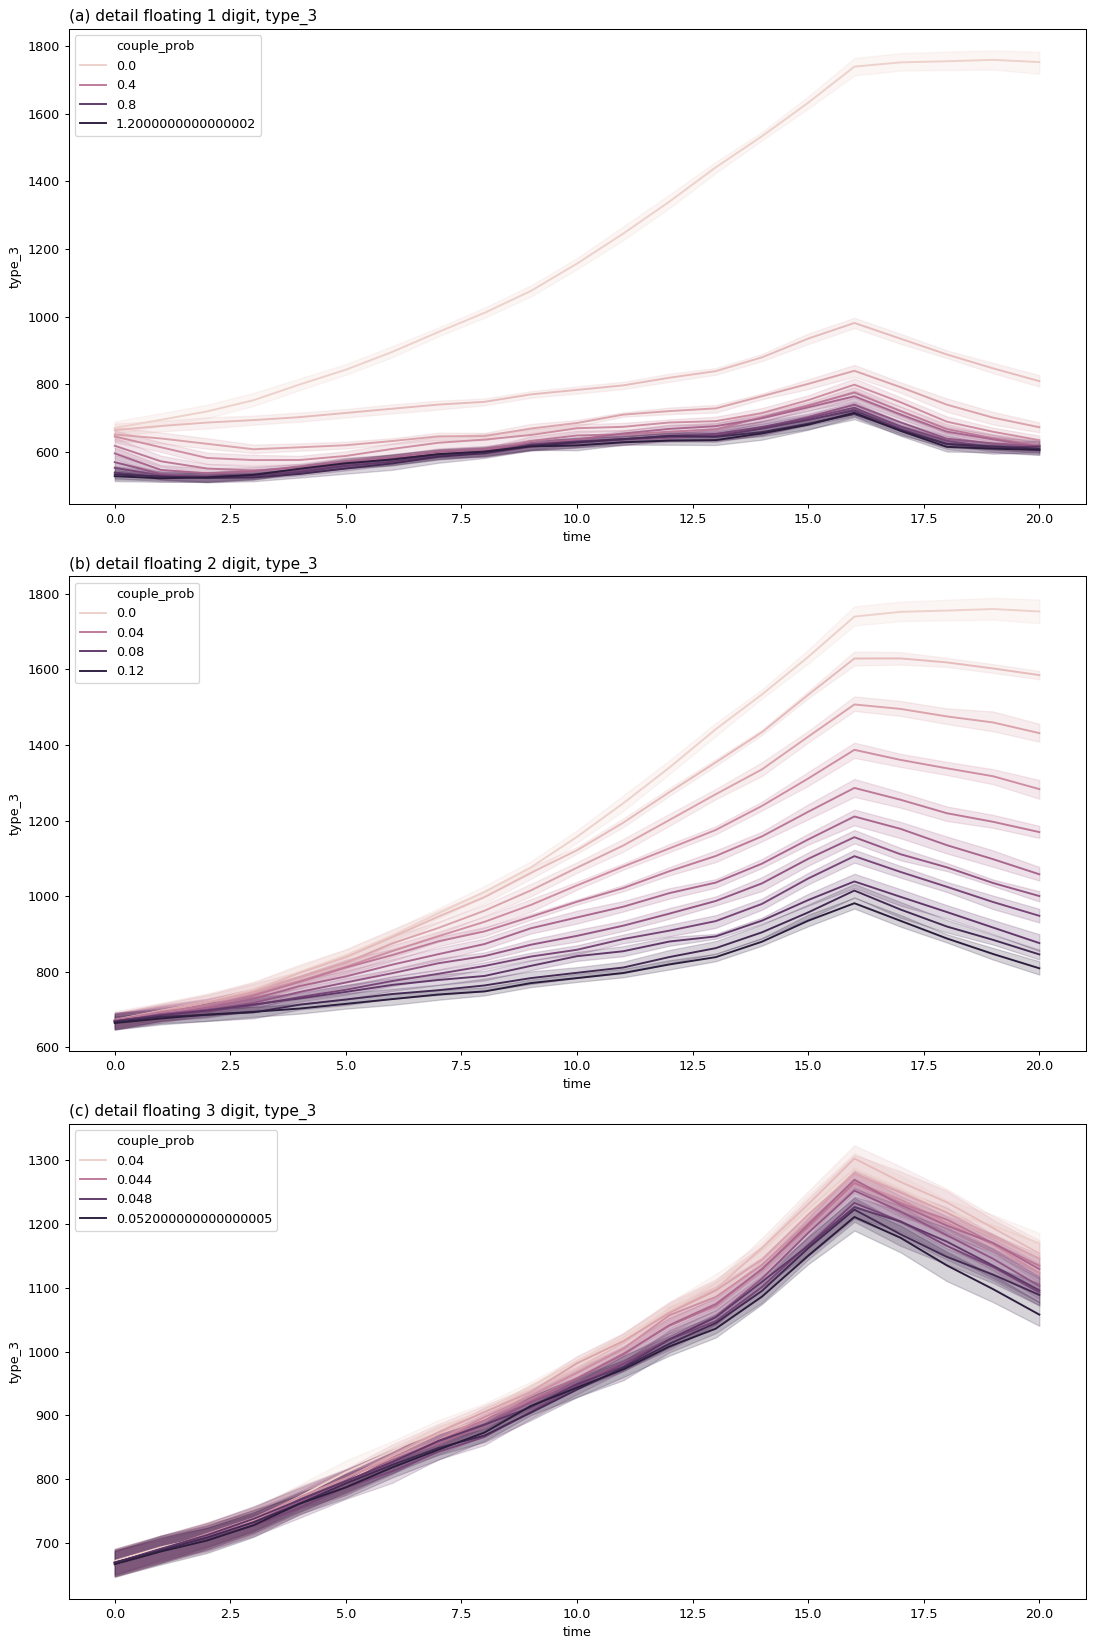 (a) detail floating 1 digit, type_3
couple_prob
0.0
0.4
0.8
1.2000000000000002
1800
1600
1400
1200
1000
800
600
type_3
0.0 2.5 5.0 7.5 10.0 12.5 15.0 17.5 20.0
time
(b) detail floating 2 digit, type_3
couple_prob
0.0
0.04
0.08
0.12
1800
1600
1400
1200
1000
800
600
type_3
0.0 2.5 5.0 7.5 10.0 12.5 15.0 17.5 20.0
time
(c) detail floating 3 digit, type_3
couple_prob
0.04
0.044
0.048
0.052000000000000005
1300
1200
1100
1000
900
800
700
type_3
0.0 2.5 5.0 7.5 10.0 12.5 15.0 17.5 20.0
time